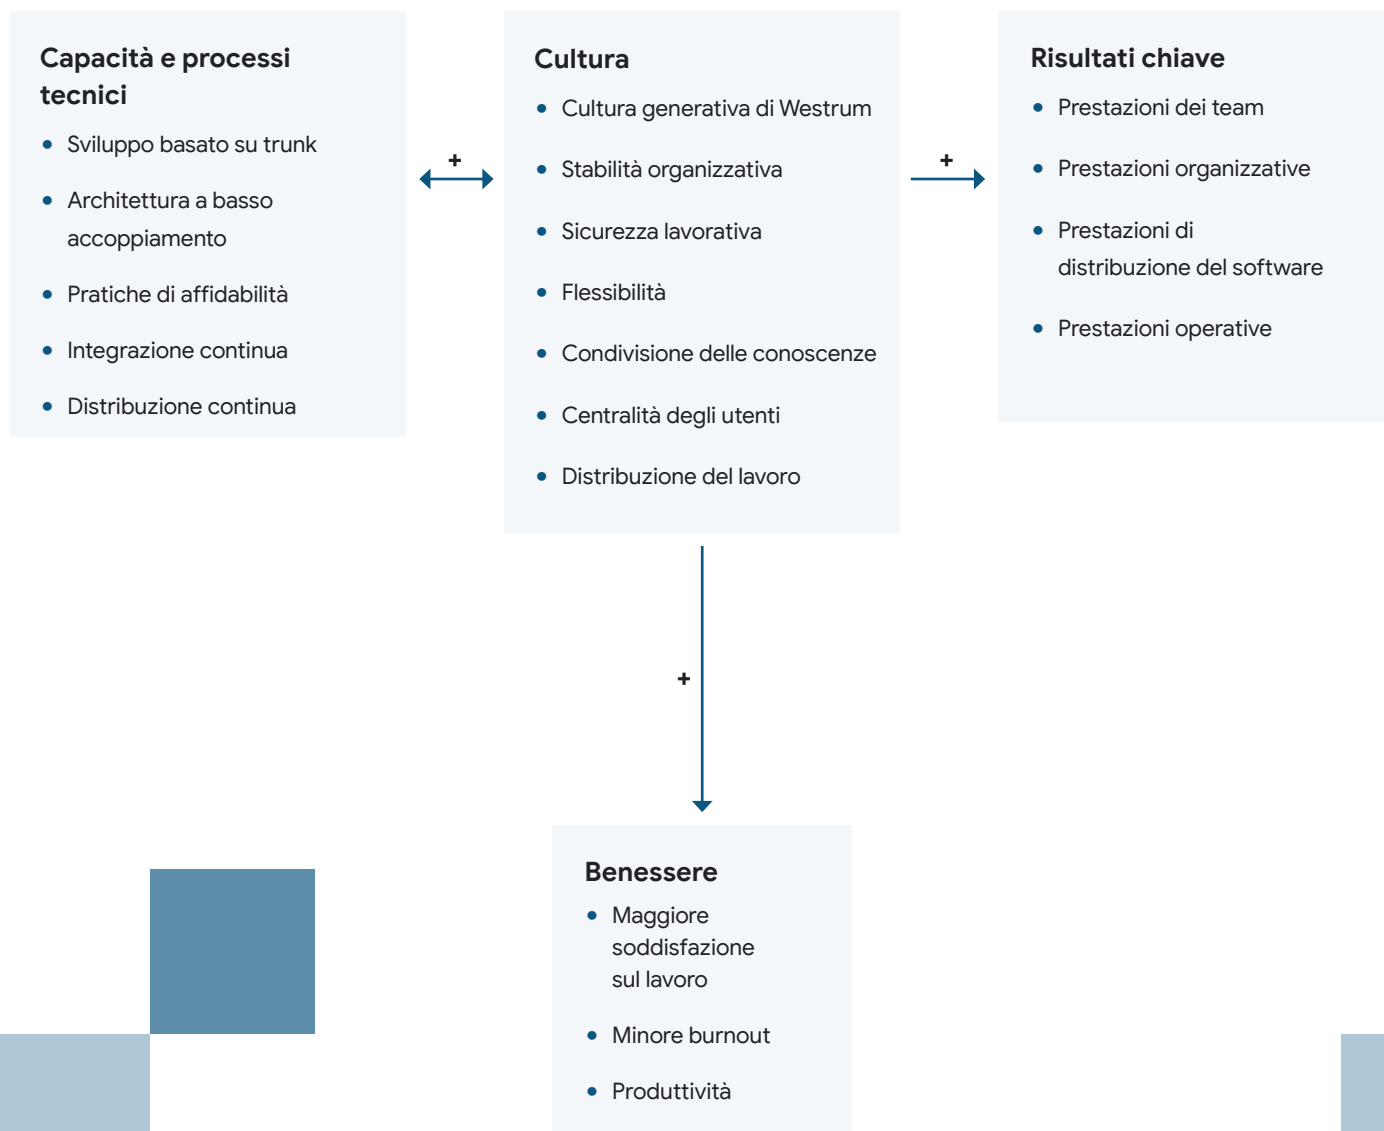 Capacità e processi
tecnici
• Sviluppo basato su trunk
• Architettura a basso
accoppiamento
• Pratiche di affidabilità
• Integrazione continua
• Distribuzione continua
+
Cultura
• Cultura generativa di Westrum
• Stabilità organizzativa
• Sicurezza lavorativa
• Flessibilità
• Condivisione delle conoscenze
• Centralità degli utenti
• Distribuzione del lavoro
+
Risultati chiave
• Prestazioni dei team
• Prestazioni organizzative
• Prestazioni di
distribuzione del software
• Prestazioni operative
+
Benessere
• Maggiore
soddisfazione
sul lavoro
• Minore burnout
• Produttività